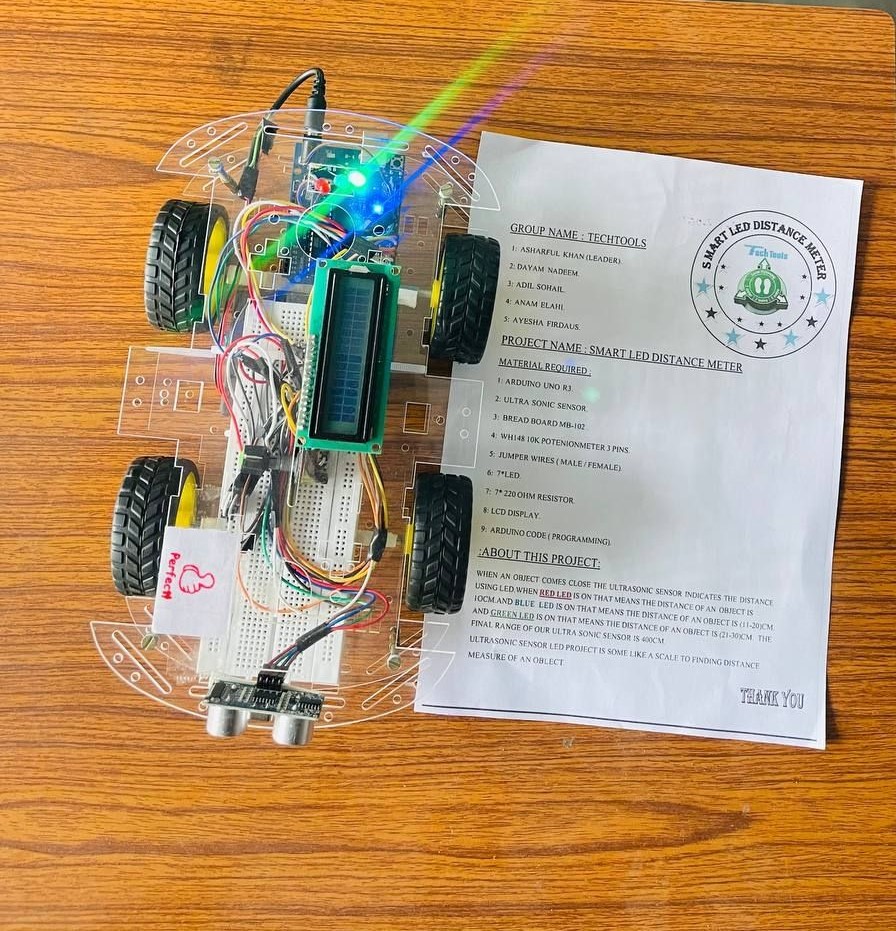 GROUP NAME : TECHTOOLS
1: ASHARFUL KHAN (LEADER).
2: DAYAM NADEEM.
3: ADIL SOHAIL.
4: ANAM ELAHI.
5: AYESHA FIRDAUS.
SMART LED DISTANCE METER
Tech Tools
PROJECT NAME : SMART LED DISTANCE METER
MATERIAL REQUIRED :
1: ARDUINO UNO R3.
2: ULTRA SONIC SENSOR.
3: BREAD BOARD MB-102
4: WH148 10K POTENIONMETER 3 PINS.
5: JUMPER WIRES ( MALE / FEMALE).
6: 7*LED.
7: 7* 220 OHM RESISTOR.
8: LCD DISPLAY.
9: ARDUINO CODE ( PROGRAMMING).
:ABOUT THIS PROJECT:
WHEN AN OBJECT COMES CLOSE THE ULTRASONIC SENSOR INDICATES THE DISTANCE
USING LED.WHEN RED LED IS ON THAT MEANS THE DISTANCE OF AN OBJECT IS
10CM.AND BLUE LED IS ON THAT MEANS THE DISTANCE OF AN OBJECT IS (11-20)CM.
AND GREEN LED IS ON THAT MEANS THE DISTANCE OF AN OBJECT IS (21-30)CM. THE
FINAL RANGE OF OUR ULTRA SONIC SENSOR IS 400CM.
ULTRASONIC SENSOR LED PROJECT IS SOME LIKE A SCALE TO FINDING DISTANCE
MEASURE OF AN OBLECT
THANK YOU